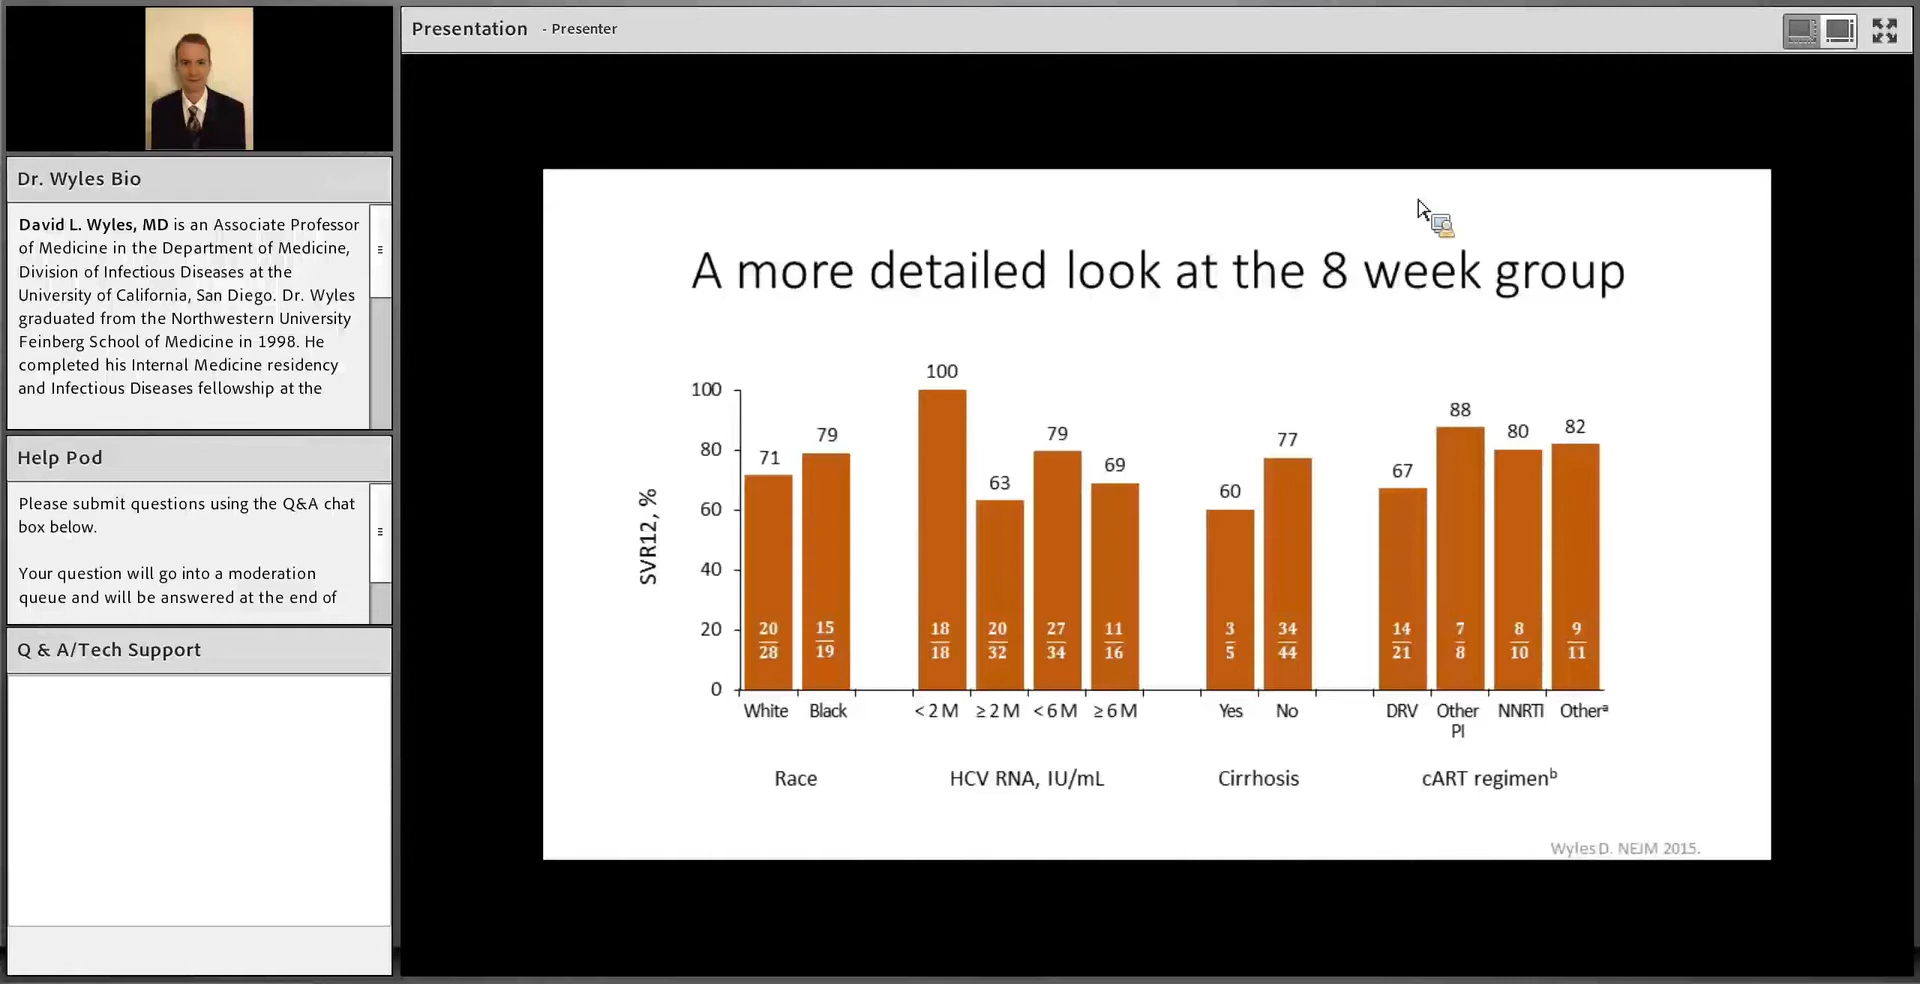 Presentation - Presenter
Dr. Wyles Bio
David L. Wyles, MD is an Associate Professor
of Medicine in the Department of Medicine,
Division of Infectious Diseases at the
University of California, San Diego. Dr. Wyles
graduated from the Northwestern University
Feinberg School of Medicine in 1998. He
completed his Internal Medicine residency
and Infectious Diseases fellowship at the
Help Pod
Please submit questions using the Q&A chat
box below.
Your question will go into a moderation
queue and will be answered at the end of
Q & A/Tech Support
A more detailed look at the 8 week group
SVR12, %
100
80
60
40
20
0
71 79 100 63 79 69 60 77 67 88 80 82
20 15 18 20 27 11 3 34 14 7 8 9
28 19 18 32 34 16 5 44 21 8 10 11
White Black < 2 M ≥ 2 M < 6 M ≥ 6 M Yes No DRV Other PI NNRTI Otherª
Race HCV RNA, IU/mL Cirrhosis cART regimenᵇ
Wyles D. NEJM 2015.